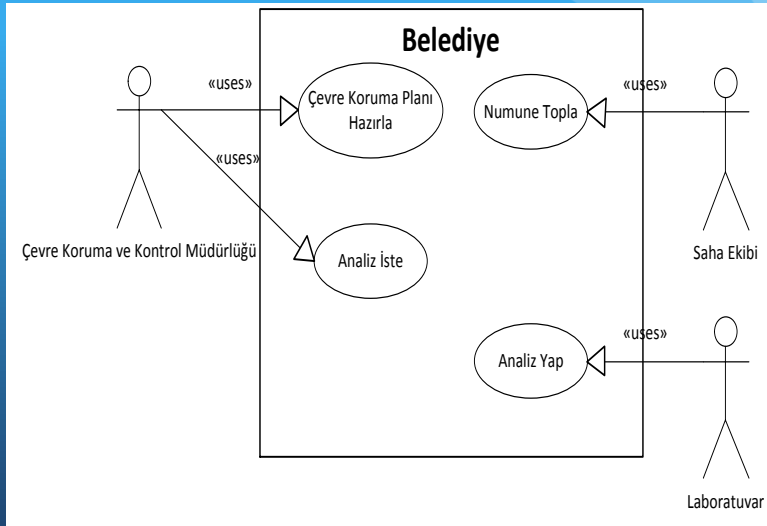 Belediye
«uses»
Çevre Koruma Planı
Hazırla
Numune Topla
«uses»
«uses»
Çevre Koruma ve Kontrol Müdürlüğü
Analiz İste
Saha Ekibi
«uses»
Analiz Yap
Laboratuvar